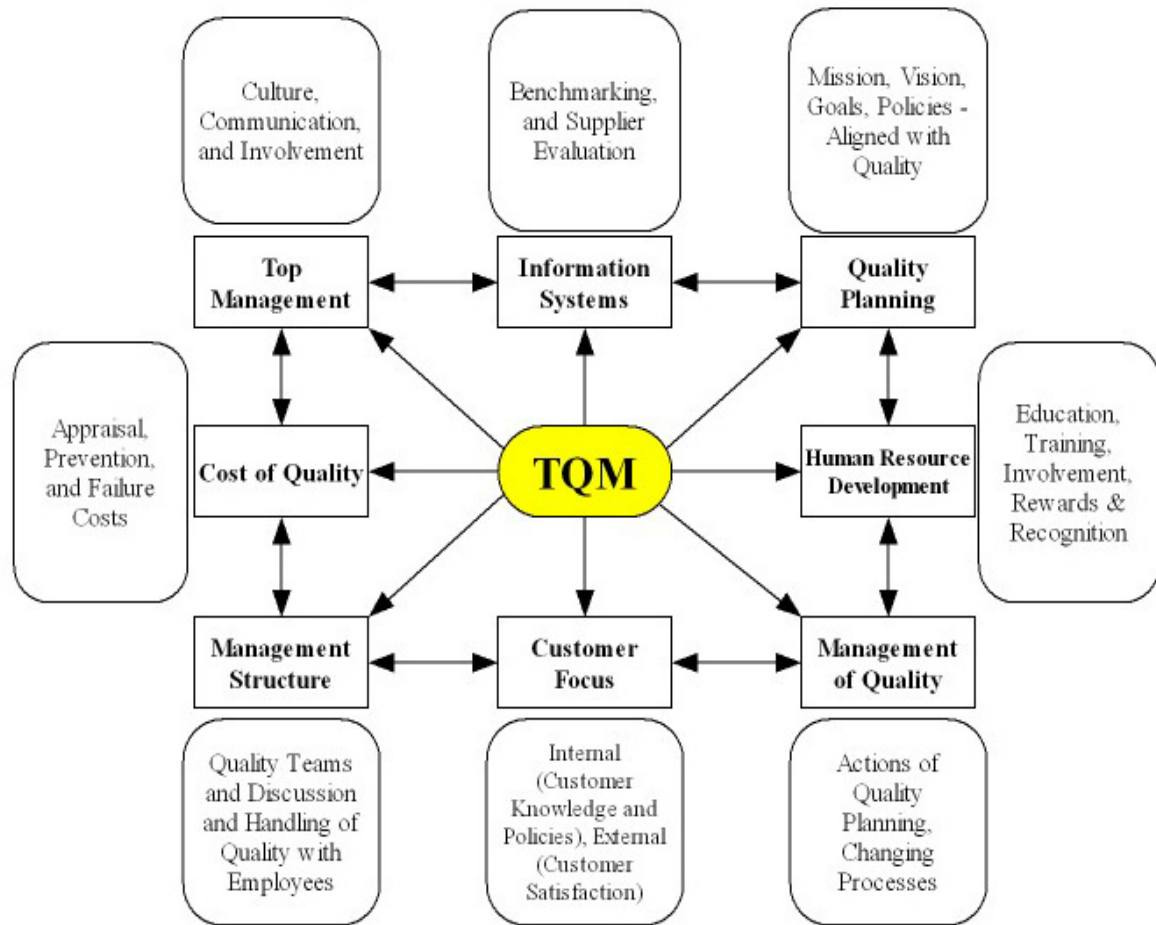 Culture,
Communication,
and Involvement
Benchmarking,
and Supplier
Evaluation
Mission, Vision,
Goals, Policies -
Aligned with
Quality
Top
Management
Information
Systems
Quality
Planning
Appraisal,
Prevention,
and Failure
Costs
Cost of Quality
TQM
Human Resource
Development
Education,
Training,
Involvement,
Rewards &
Recognition
Management
Structure
Customer
Focus
Management
of Quality
Quality Teams
and Discussion
and Handling of
Quality with
Employees
Internal
(Customer
Knowledge and
Policies), External
(Customer
Satisfaction)
Actions of
Quality
Planning,
Changing
Processes